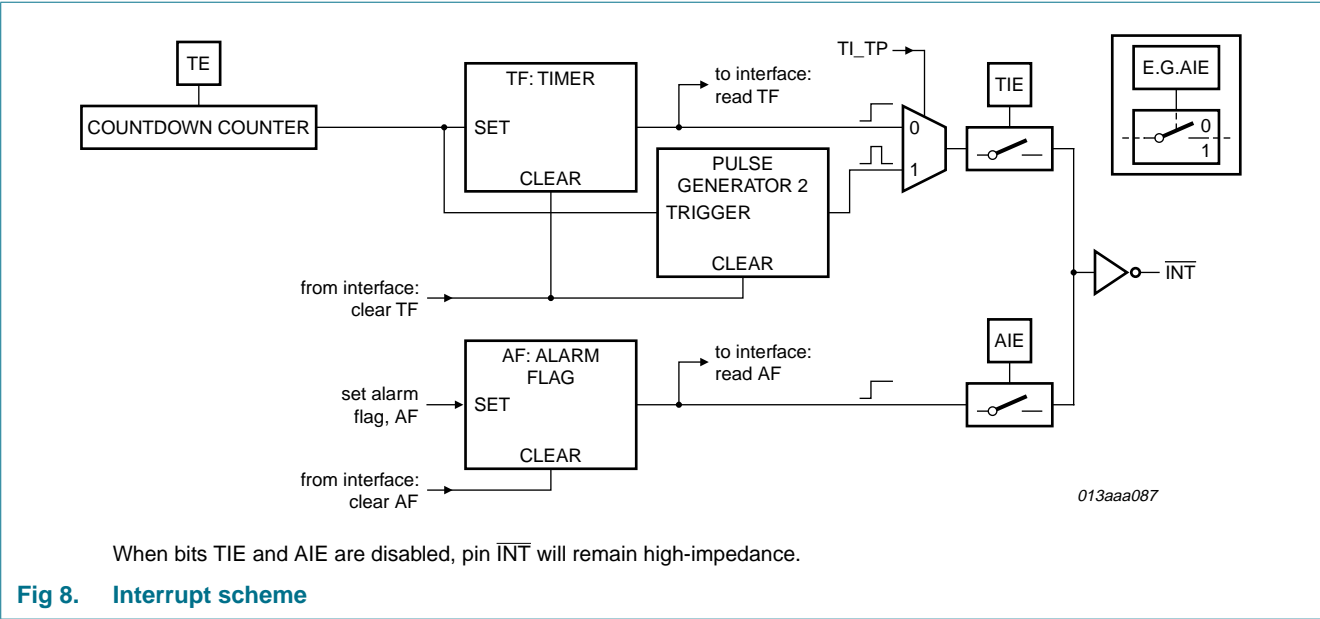 TE
COUNTDOWN COUNTER
TF: TIMER
SET
CLEAR
to interface:
read TF
TI_TP
0
1
PULSE
GENERATOR 2
TRIGGER
CLEAR
TIE
E.G.AIE
0
1
from interface:
clear TF
INT
AF: ALARM
FLAG
SET
CLEAR
to interface:
read AF
AIE
set alarm
flag, AF
from interface:
clear AF
013aaa087
When bits TIE and AIE are disabled, pin INT will remain high-impedance.
Fig 8. Interrupt scheme